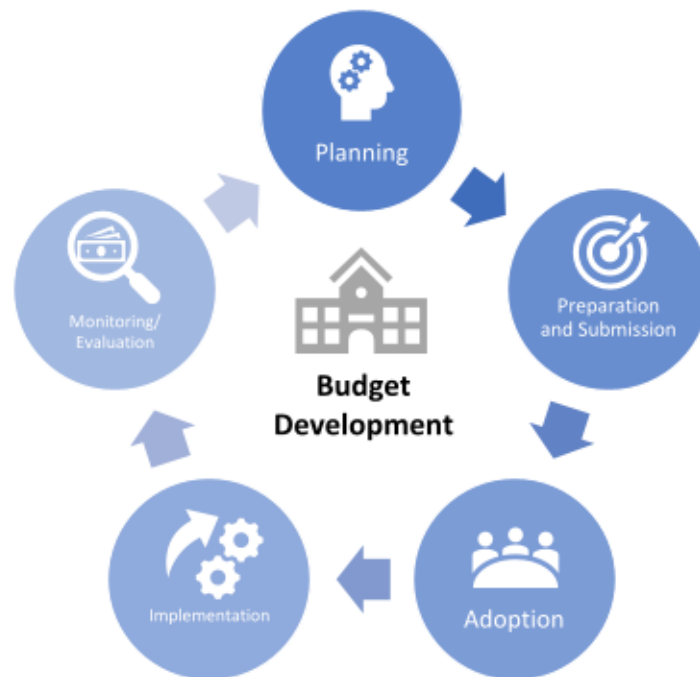 Planning
Preparation
and Submission
Adoption
Implementation
Monitoring/
Evaluation
Budget
Development